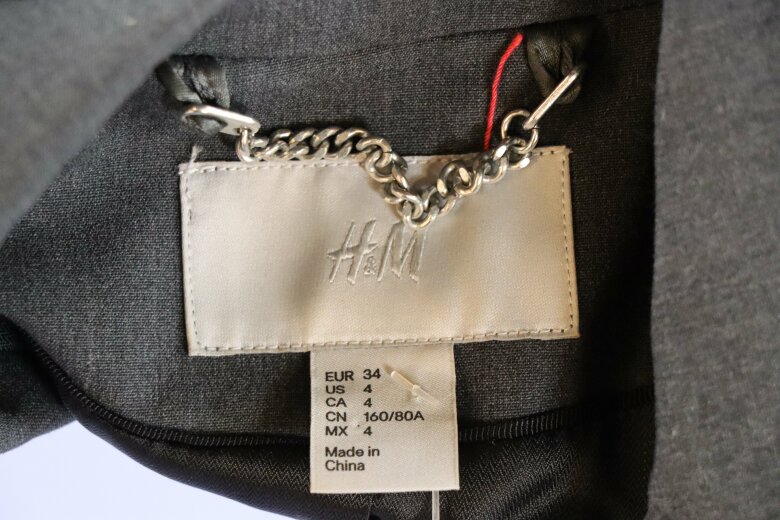 H&M
EUR 34
US 4
CA 4
CN 160/80A
MX 4
Made in
China